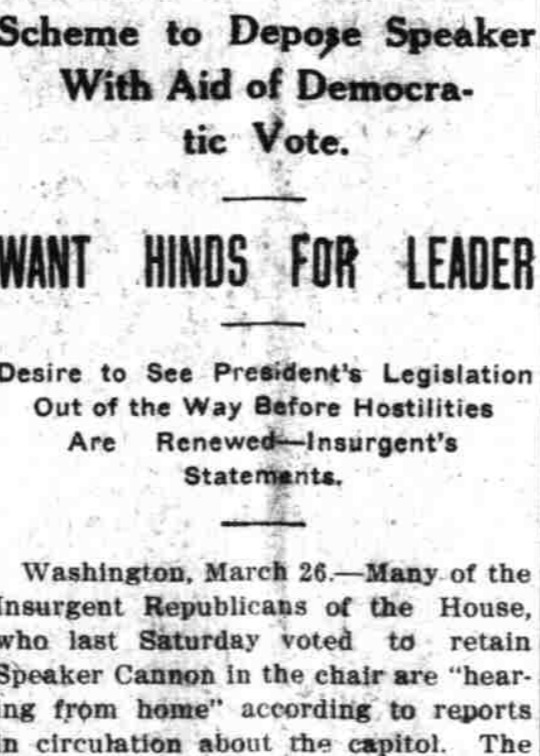 Scheme to Depose Speaker
With Aid of Democra-
tic Vote.
WANT HINDS FOR LEADER
Desire to See President's Legislation
Out of the Way Before Hostilities
Are Renewed—Insurgent's
Statements.
Washington, March 26.—Many of the
Insurgent Republicans of the House,
who last Saturday voted to retain
Speaker Cannon in the chair are "hear-
ing from home" according to reports
in circulation about the capitol. The